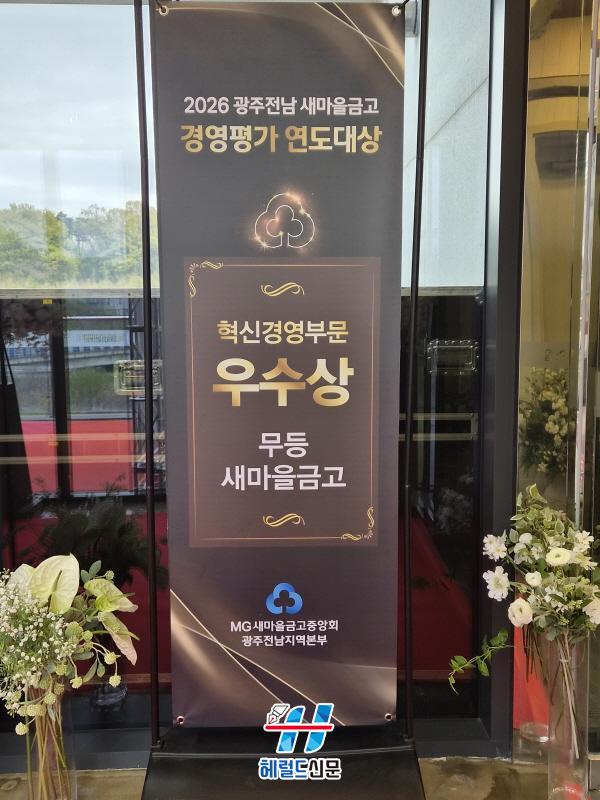 2026 광주전남 새마을금고
경영평가 연도대상
혁신경영부문
우수상
무등
새마을금고
MG새마을금고중앙회
광주전남지역본부
헤럴드신문